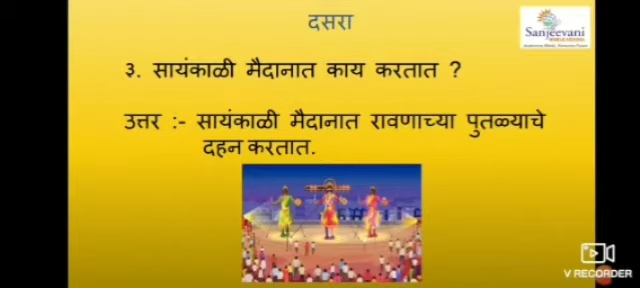 दसरा
Sanjeevani
३. सायंकाळी मैदानात काय करतात ?
उत्तर :- सायंकाळी मैदानात रावणाच्या पुतळ्याचे
दहन करतात.
V RECORDER